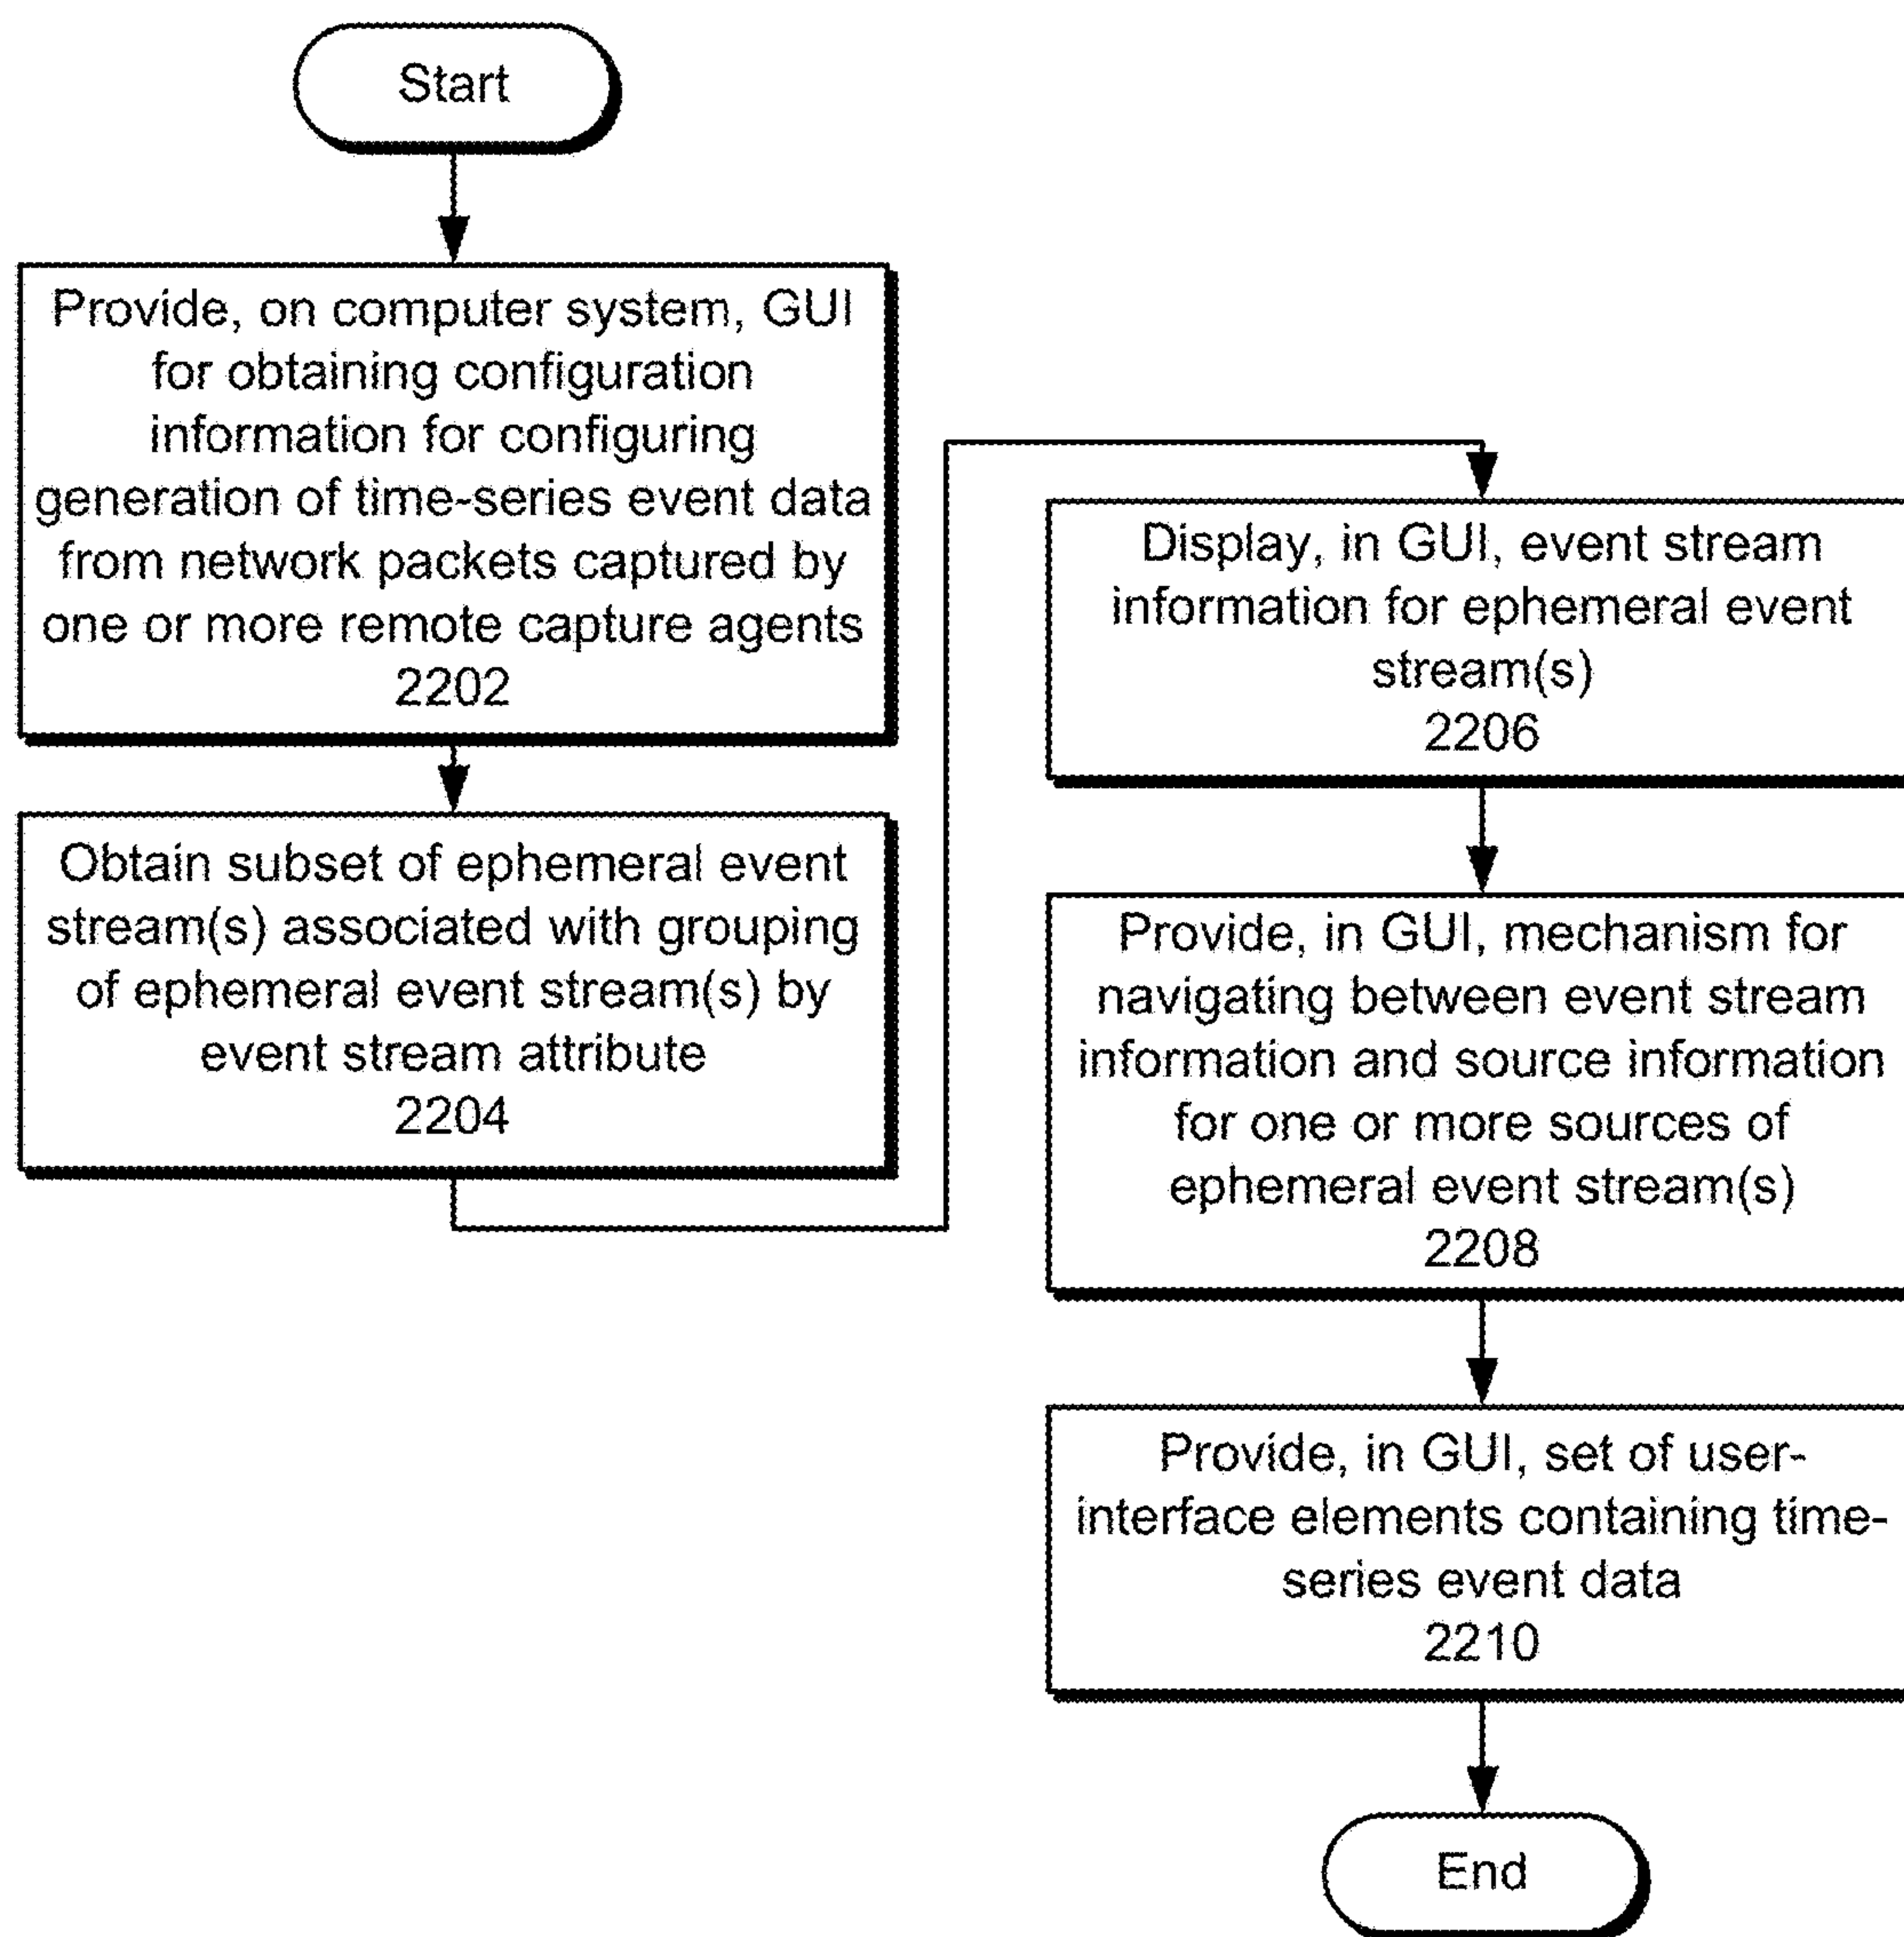 Start
Provide, on computer system, GUI
for obtaining configuration
information for configuring
generation of time-series event data
from network packets captured by
one or more remote capture agents
2202
Obtain subset of ephemeral event
stream(s) associated with grouping
of ephemeral event stream(s) by
event stream attribute
2204
Display, in GUI, event stream
information for ephemeral event
stream(s)
2206
Provide, in GUI, mechanism for
navigating between event stream
information and source information
for one or more sources of
ephemeral event stream(s)
2208
Provide, in GUI, set of user-
interface elements containing time-
series event data
2210
End